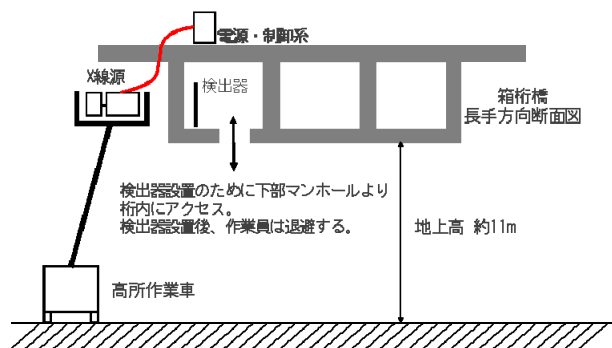 電源・制御系
X線源
検出器
箱桁橋
長手方向断面図
検出器設置のために下部マンホールより
桁内にアクセス。
検出器設置後、作業員は退避する。
地上高 約11m
高所作業車